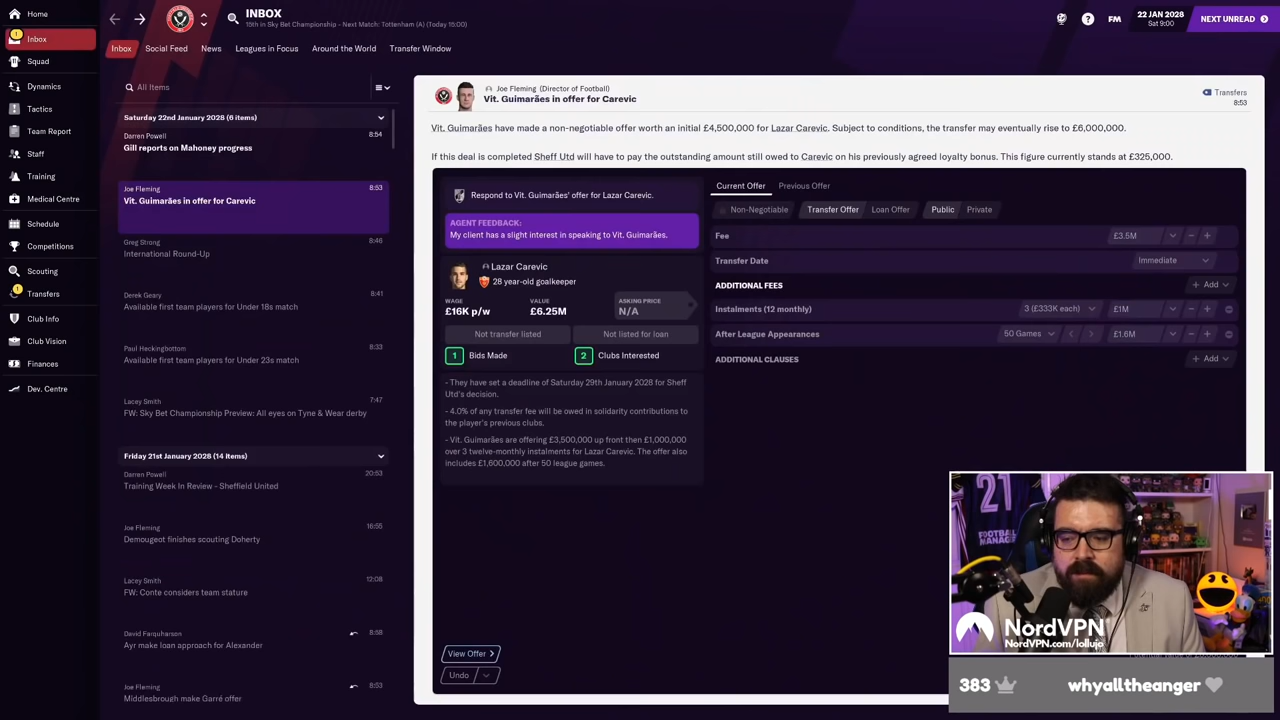 Home
INBOX
15th in Sky Bet Championship - Next Match: Tottenham (A) (Today 15:00)
FM
22 JAN 2028
Sat 9:00
NEXT UNREAD
1
Inbox
Squad
Dynamics
Tactics
Team Report
Staff
Training
Medical Centre
Schedule
Competitions
Scouting
1
Transfers
Club Info
Club Vision
Finances
Dev. Centre
Inbox
Social Feed
News
Leagues in Focus
Around the World
Transfer Window
All Items
Saturday 22nd January 2028 (6 items)
Darren Powell
8:54
Gill reports on Mahoney progress
Joe Fleming
8:53
Vit. Guimarães in offer for Carevic
Greg Strong
8:46
International Round-Up
Derek Geary
8:41
Available first team players for Under 18s match
Paul Heckingbottom
8:33
Available first team players for Under 23s match
Lacey Smith
7:47
FW: Sky Bet Championship Preview: All eyes on Tyne & Wear derby
Friday 21st January 2028 (14 items)
Darren Powell
20:53
Training Week In Review - Sheffield United
Joe Fleming
16:55
Demougeot finishes scouting Doherty
Lacey Smith
12:08
FW: Conte considers team stature
David Farquharson
8:58
Ayr make loan approach for Alexander
Joe Fleming
8:53
Middlesbrough make Garré offer
Joe Fleming (Director of Football)
Vit. Guimarães in offer for Carevic
Transfers
8:53
Vit. Guimarães have made a non-negotiable offer worth an initial £4,500,000 for Lazar Carevic. Subject to conditions, the transfer may eventually rise to £6,000,000.
If this deal is completed Sheff Utd will have to pay the outstanding amount still owed to Carevic on his previously agreed loyalty bonus. This figure currently stands at £325,000.
Respond to Vit. Guimarães' offer for Lazar Carevic.
AGENT FEEDBACK:
My client has a slight interest in speaking to Vit. Guimarães.
Lazar Carevic
28 year-old goalkeeper
WAGE
£16K p/w
VALUE
£6.25M
ASKING PRICE
N/A
Not transfer listed
Not listed for loan
1 Bids Made
2 Clubs Interested
- They have set a deadline of Saturday 29th January 2028 for Sheff
Utd's decision.
- 4.0% of any transfer fee will be owed in solidarity contributions to
the player's previous clubs.
- Vit. Guimarães are offering £3,500,000 up front then £1,000,000
over 3 twelve-monthly instalments for Lazar Carevic. The offer also
includes £1,600,000 after 50 league games.
View Offer
Undo
Current Offer
Previous Offer
Non-Negotiable
Transfer Offer
Loan Offer
Public
Private
Fee
£3.5M
Transfer Date
Immediate
ADDITIONAL FEES
+ Add
Instalments (12 monthly)
3 (£333K each)
£1M
After League Appearances
50 Games
£1.6M
ADDITIONAL CLAUSES
+ Add
21
FOOTBALL
NordVPN
NordVPN.com/lollujo
383
whyalltheanger